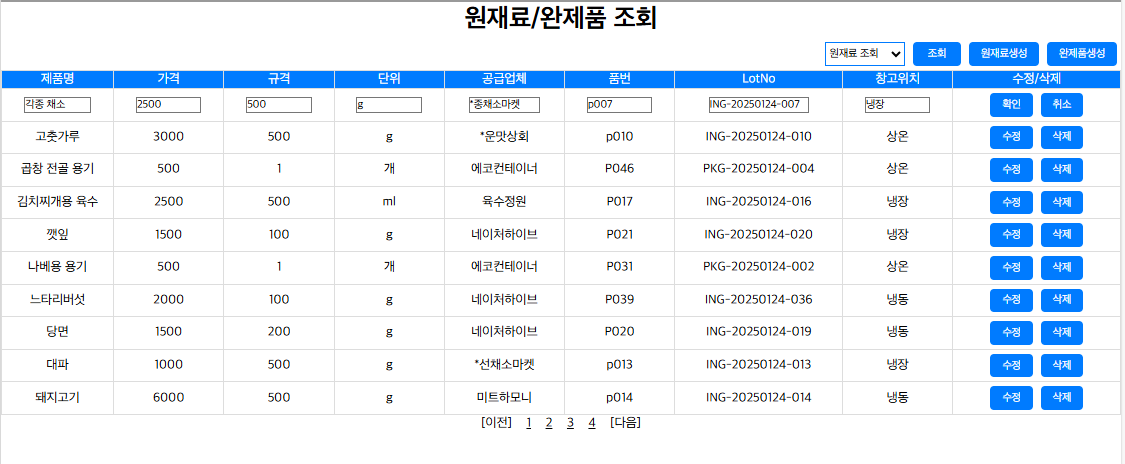 원재료/완제품 조회
원재료 조회 조회 원재료생성 완제품생성
제품명 가격 규격 단위 공급업체 품번 LotNo 창고위치 수정/삭제
각종 채소 2500 500 g *종채소마켓 p007 ING-20250124-007 냉장 확인 취소
고춧가루 3000 500 g *운맛상회 p010 ING-20250124-010 상온 수정 삭제
곱창 전골 용기 500 1 개 에코컨테이너 P046 PKG-20250124-004 상온 수정 삭제
김치찌개용 육수 2500 500 ml 육수정원 P017 ING-20250124-016 냉장 수정 삭제
깻잎 1500 100 g 네이처하이브 P021 ING-20250124-020 냉장 수정 삭제
나베용 용기 500 1 개 에코컨테이너 P031 PKG-20250124-002 상온 수정 삭제
느타리버섯 2000 100 g 네이처하이브 P039 ING-20250124-036 냉동 수정 삭제
당면 1500 200 g 네이처하이브 P020 ING-20250124-019 냉동 수정 삭제
대파 1000 500 g *선채소마켓 p013 ING-20250124-013 냉장 수정 삭제
돼지고기 6000 500 g 미트하모니 p014 ING-20250124-014 냉동 수정 삭제
[이전] 1 2 3 4 [다음]